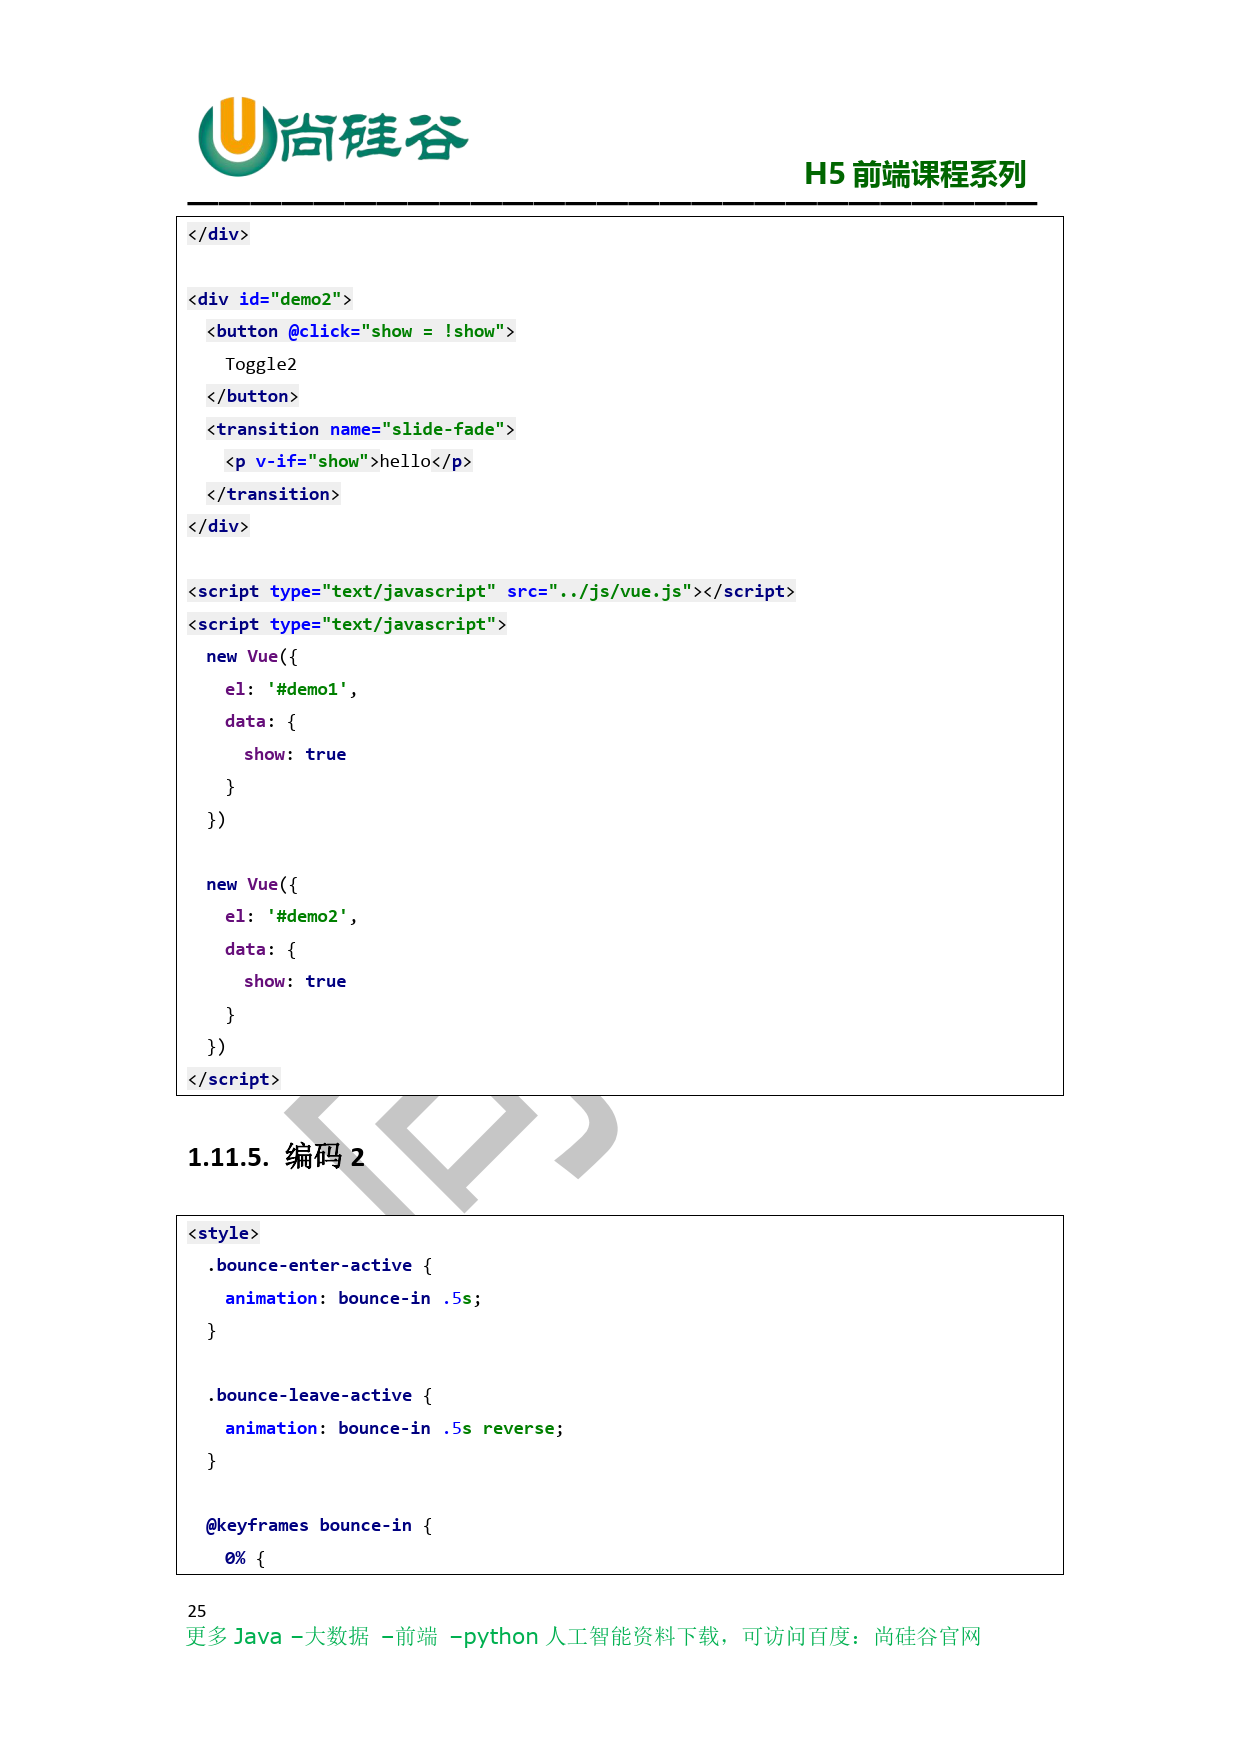 尚硅谷
H5 前端课程系列
</div>
<div id="demo2">
  <button @click="show = !show">
    Toggle2
  </button>
  <transition name="slide-fade">
    <p v-if="show">hello</p>
  </transition>
</div>
<script type="text/javascript" src="../js/vue.js"></script>
<script type="text/javascript">
  new Vue({
    el: '#demo1',
    data: {
      show: true
    }
  })
  new Vue({
    el: '#demo2',
    data: {
      show: true
    }
  })
</script>
1.11.5. 编码 2
<style>
  .bounce-enter-active {
    animation: bounce-in .5s;
  }
  .bounce-leave-active {
    animation: bounce-in .5s reverse;
  }
  @keyframes bounce-in {
    0% {
25
更多 Java –大数据 –前端 –python 人工智能资料下载，可访问百度：尚硅谷官网